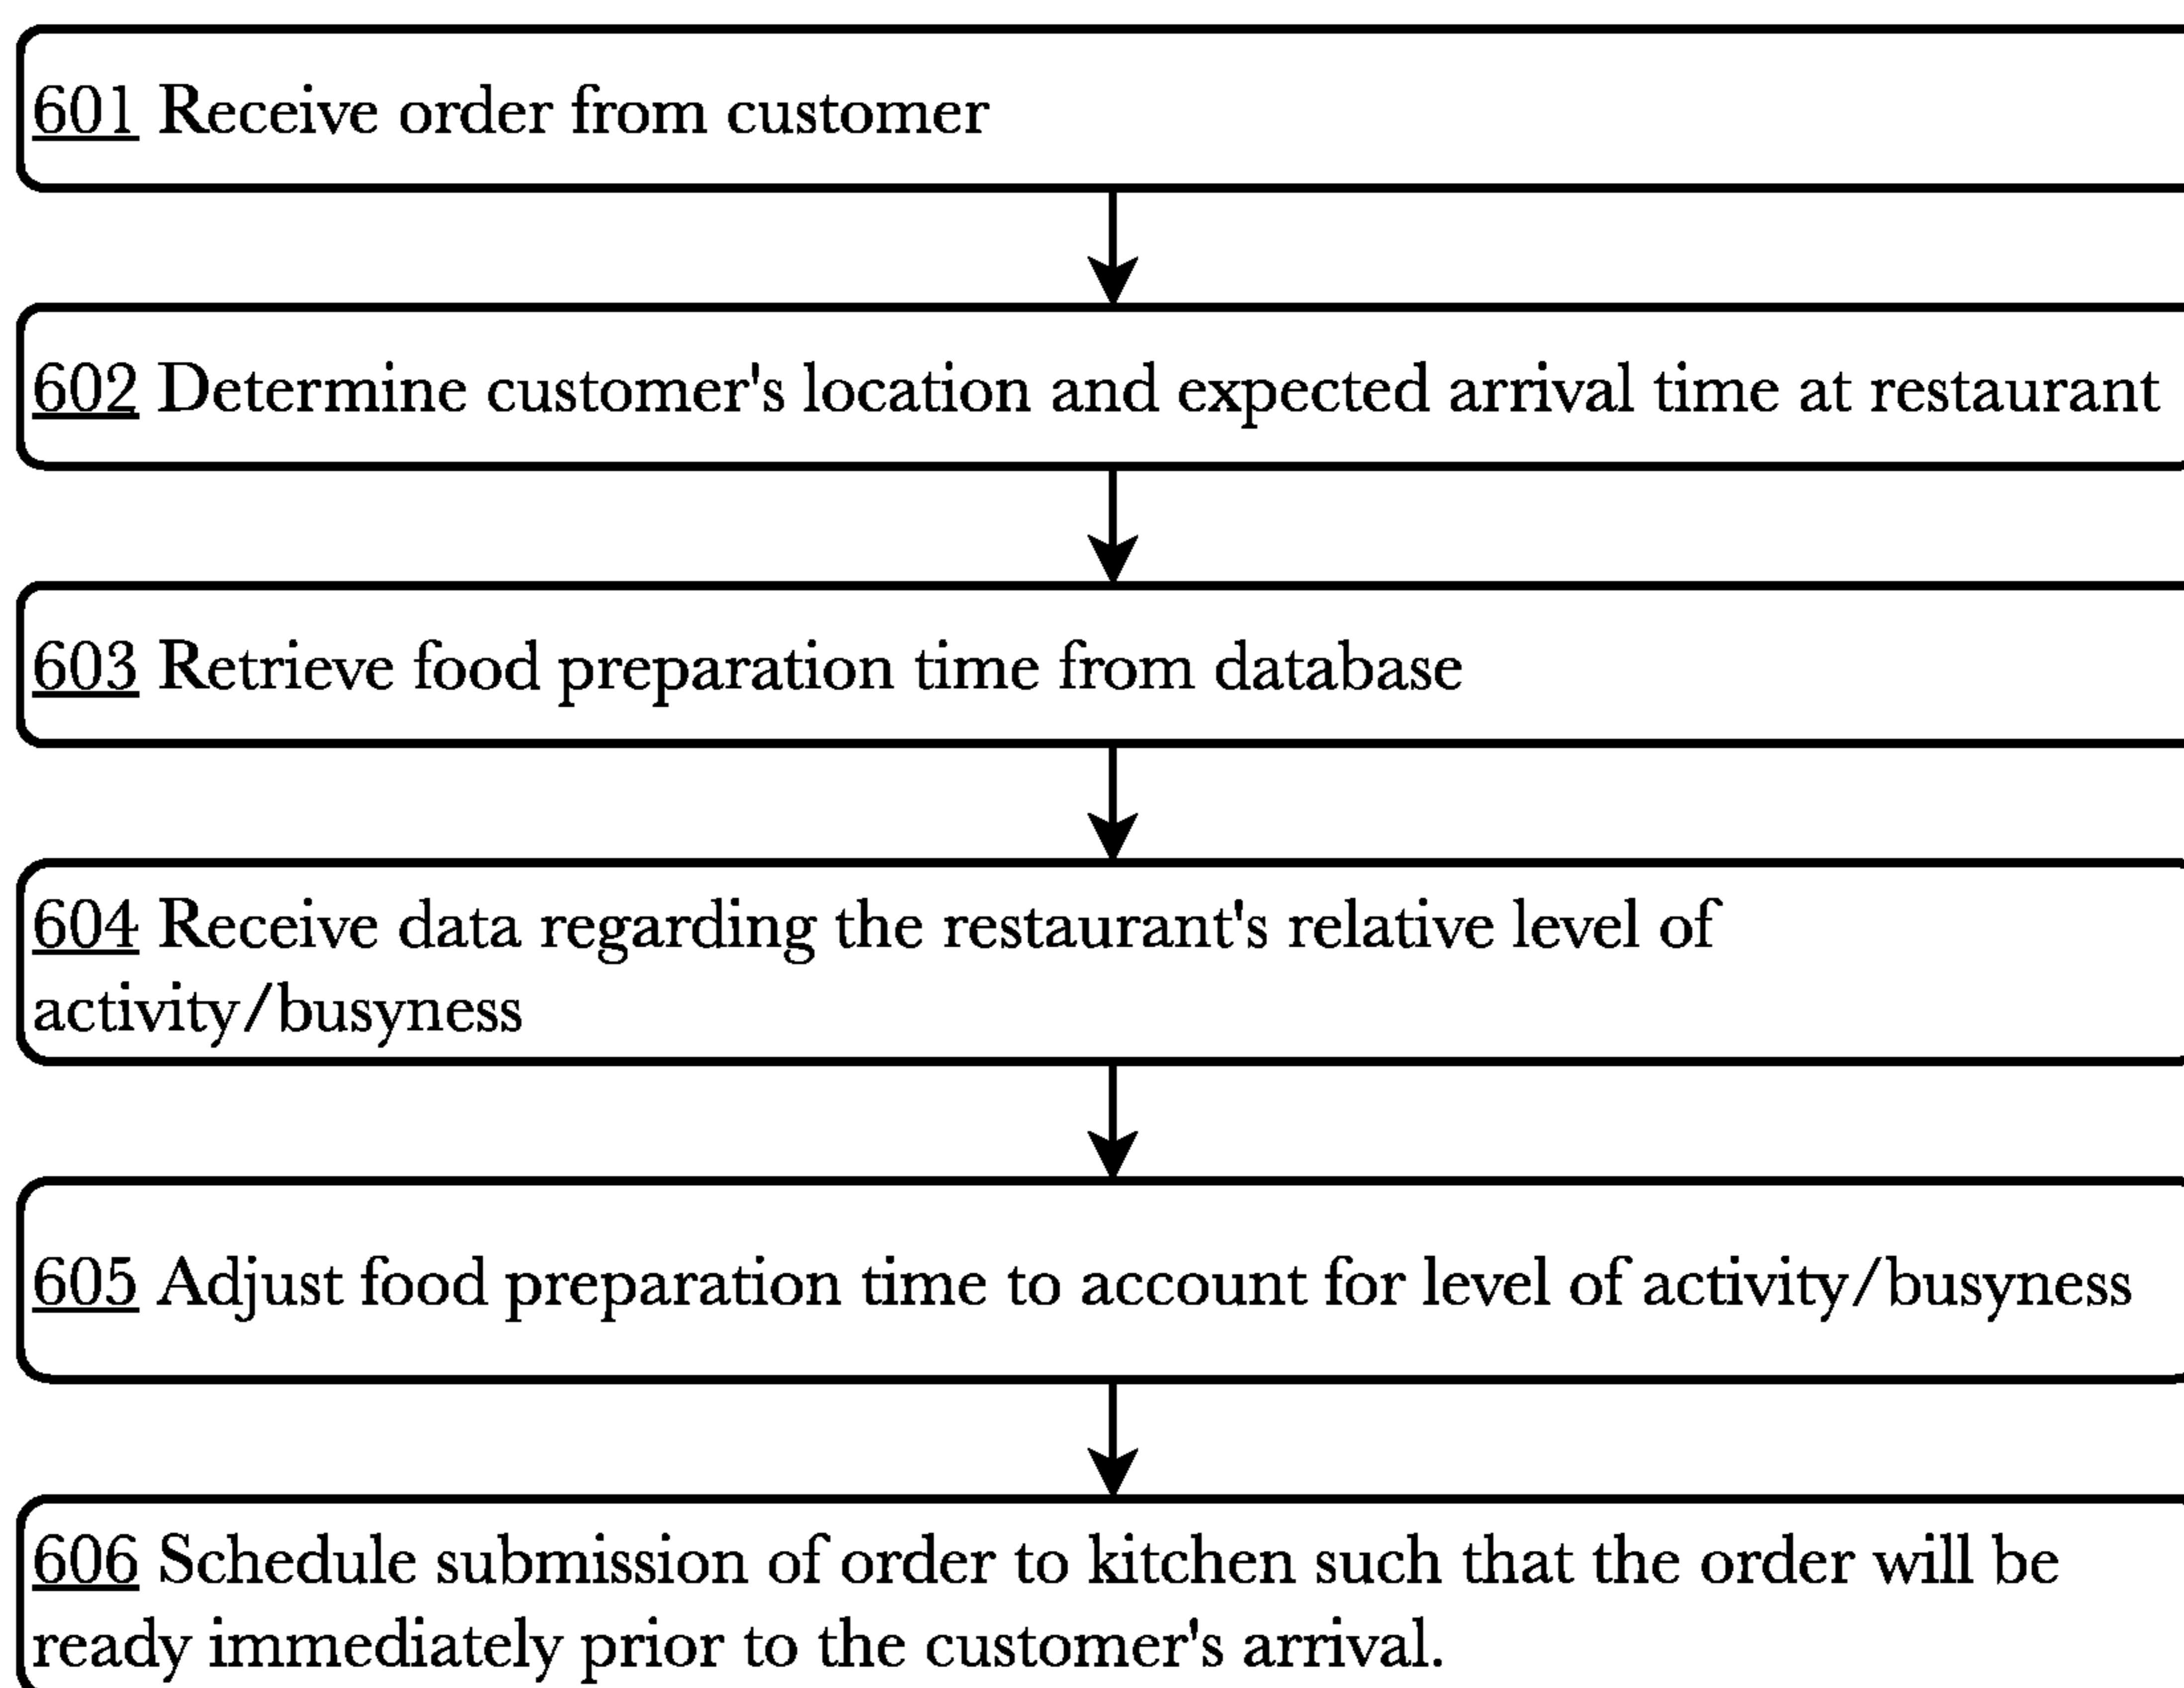 601 Receive order from customer
602 Determine customer's location and expected arrival time at restaurant
603 Retrieve food preparation time from database
604 Receive data regarding the restaurant's relative level of
activity/busyness
605 Adjust food preparation time to account for level of activity/busyness
606 Schedule submission of order to kitchen such that the order will be
ready immediately prior to the customer's arrival.